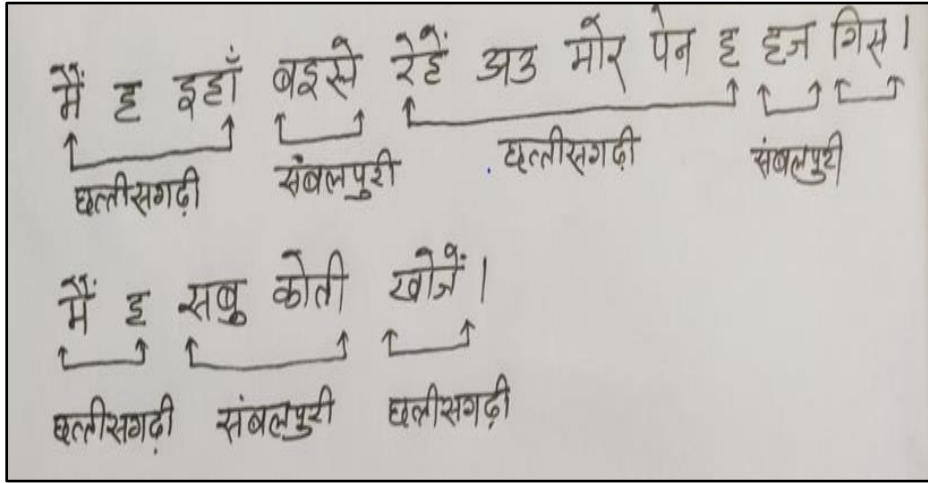 मैं ह इहाँ बइस्ले रेहें अउ मोर पेन ह हज गिस।
छत्तीसगढ़ी संबलपुरी छत्तीसगढ़ी संबलपुरी
मैं ह सबु कोती खोजें।
छत्तीसगढ़ी संबलपुरी छत्तीसगढ़ी